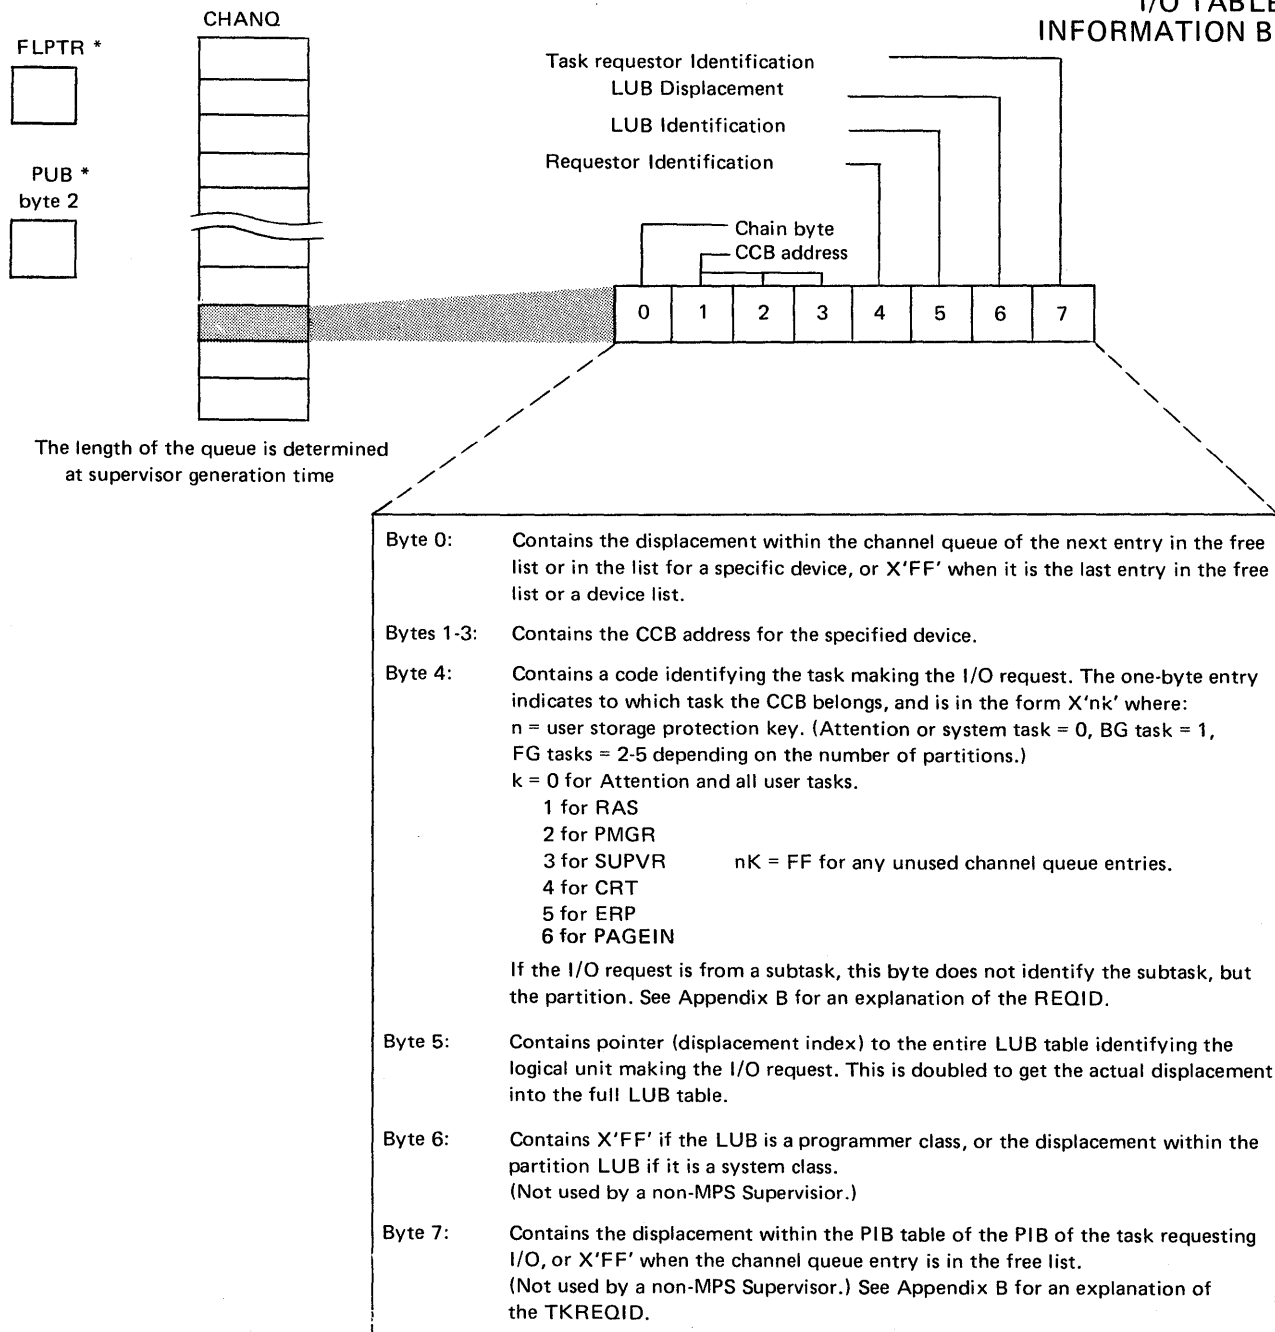 I/O TABLE
INFORMATION B
CHANQ
FLPTR *
PUB *
byte 2
Task requestor Identification
LUB Displacement
LUB Identification
Requestor Identification
Chain byte
CCB address
0 1 2 3 4 5 6 7
The length of the queue is determined
at supervisor generation time
Byte 0: Contains the displacement within the channel queue of the next entry in the free
list or in the list for a specific device, or X'FF' when it is the last entry in the free
list or a device list.
Bytes 1-3: Contains the CCB address for the specified device.
Byte 4: Contains a code identifying the task making the I/O request. The one-byte entry
indicates to which task the CCB belongs, and is in the form X'nk' where:
n = user storage protection key. (Attention or system task = 0, BG task = 1,
FG tasks = 2-5 depending on the number of partitions.)
k = 0 for Attention and all user tasks.
1 for RAS
2 for PMGR
3 for SUPVR nK = FF for any unused channel queue entries.
4 for CRT
5 for ERP
6 for PAGEIN
If the I/O request is from a subtask, this byte does not identify the subtask, but
the partition. See Appendix B for an explanation of the REQID.
Byte 5: Contains pointer (displacement index) to the entire LUB table identifying the
logical unit making the I/O request. This is doubled to get the actual displacement
into the full LUB table.
Byte 6: Contains X'FF' if the LUB is a programmer class, or the displacement within the
partition LUB if it is a system class.
(Not used by a non-MPS Supervisior.)
Byte 7: Contains the displacement within the PIB table of the PIB of the task requesting
I/O, or X'FF' when the channel queue entry is in the free list.
(Not used by a non-MPS Supervisor.) See Appendix B for an explanation of
the TKREQID.